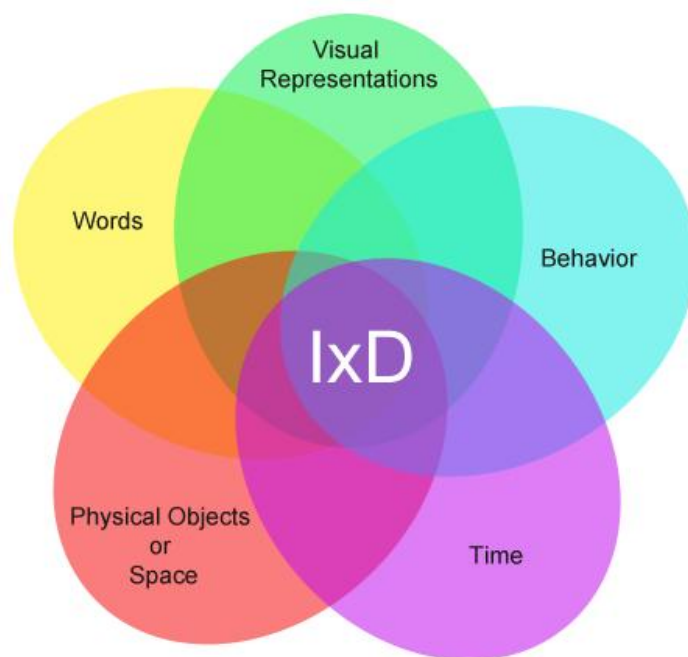 Visual
Representations
Words
Behavior
IxD
Physical Objects
or
Space
Time